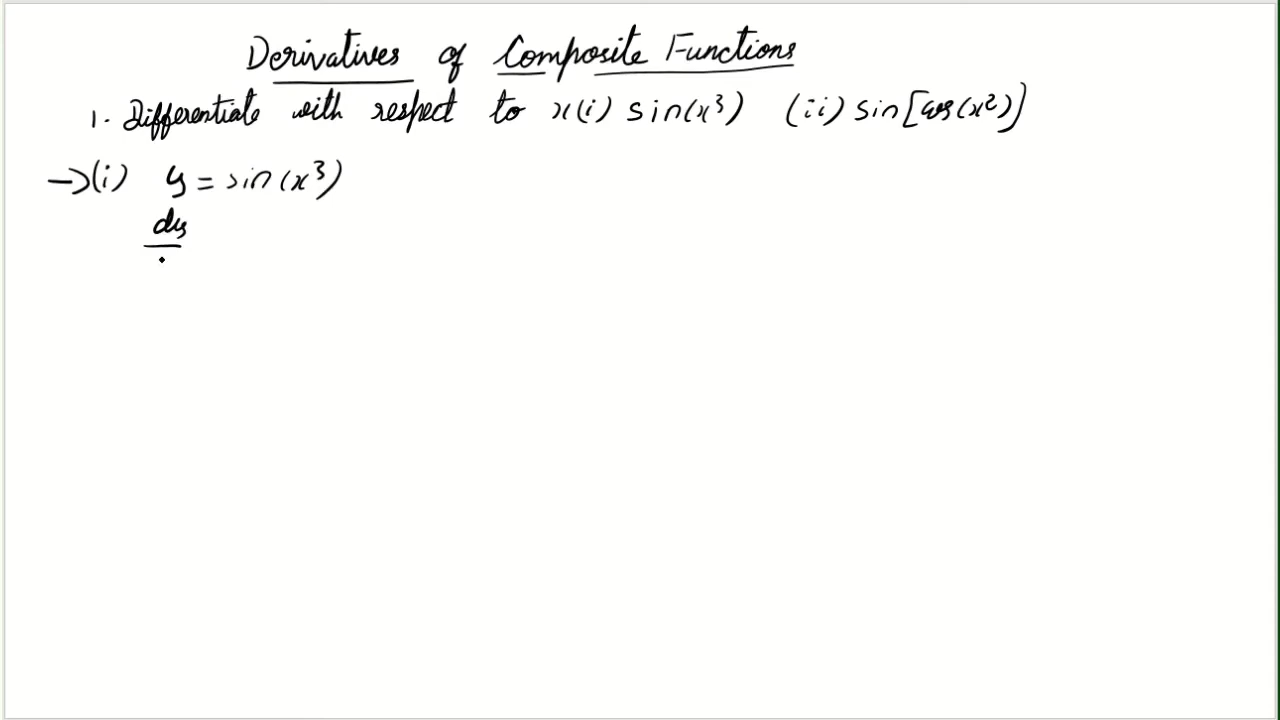 Derivatives of Composite Functions
1. Differentiate with respect to x(i) sin(x³) (ii) sin[cos(x²)]
→(i) y = sin(x³)
dy